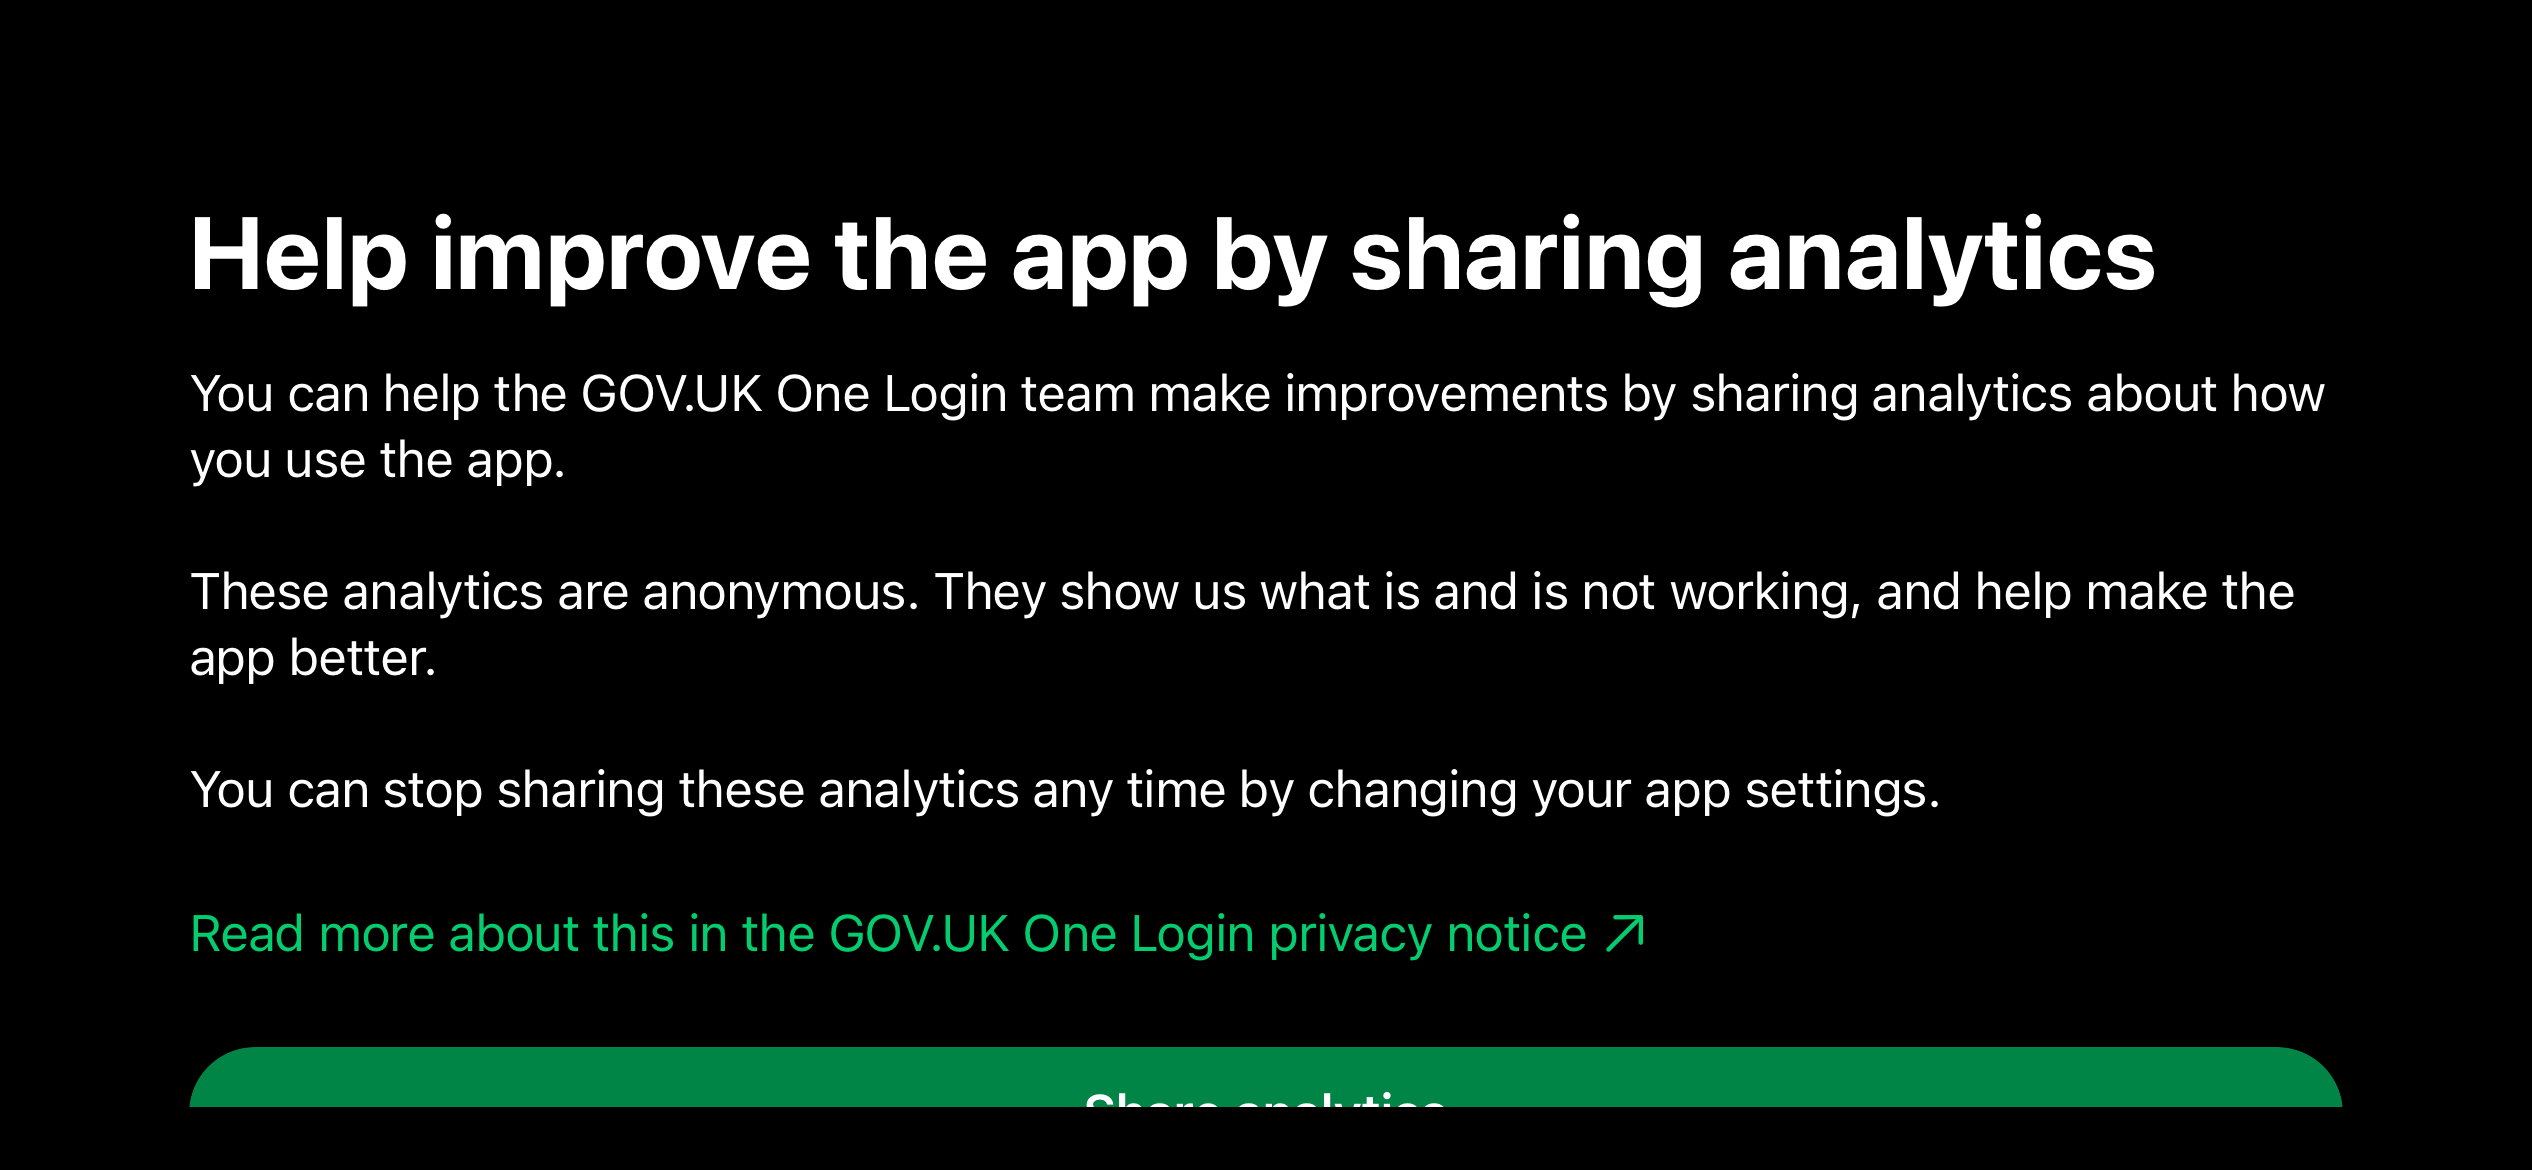 Help improve the app by sharing analytics
You can help the GOV.UK One Login team make improvements by sharing analytics about how
you use the app.
These analytics are anonymous. They show us what is and is not working, and help make the
app better.
You can stop sharing these analytics any time by changing your app settings.
Read more about this in the GOV.UK One Login privacy notice
Share analytics